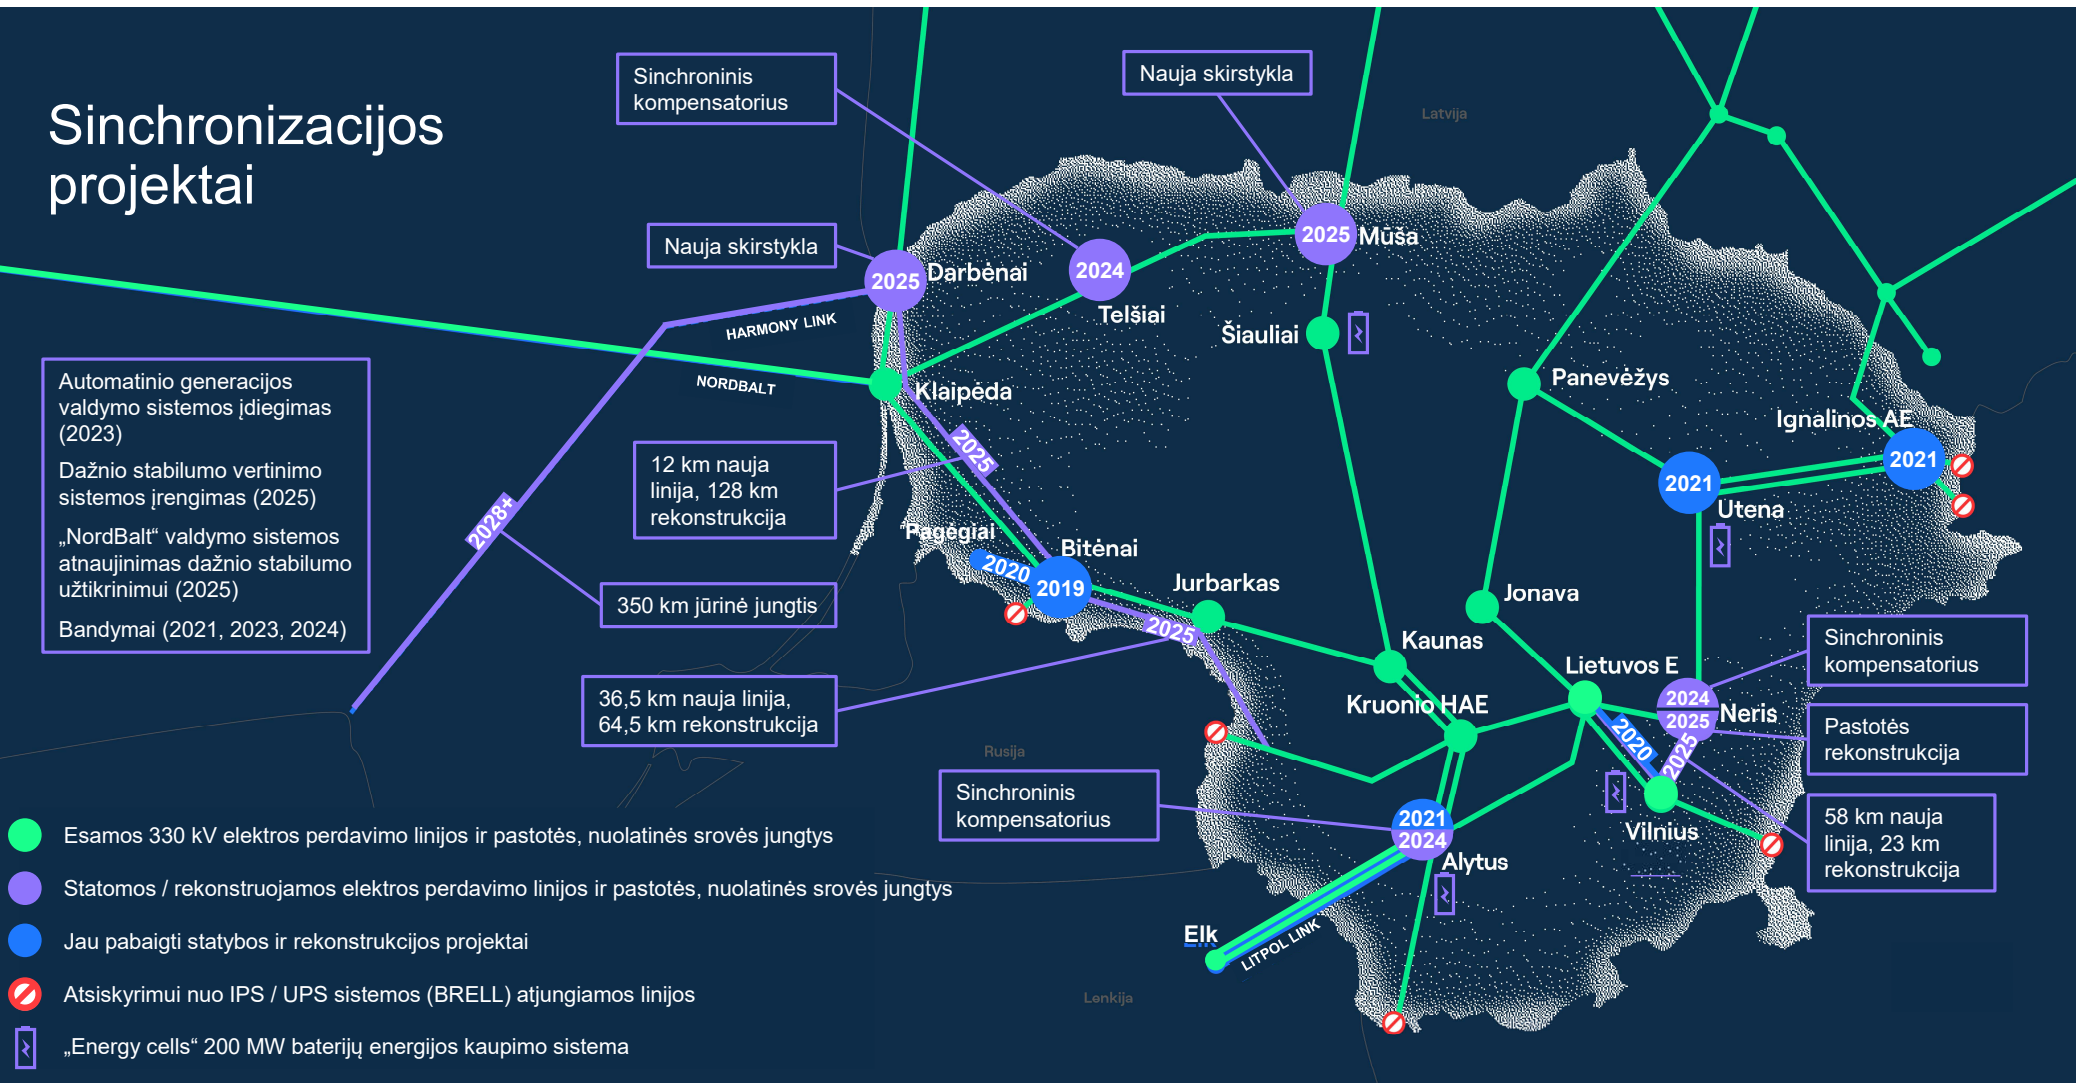 Sinchronizacijos
projektai
Sinchroninis
kompensatorius
Nauja skirstykla
Latvija
Nauja skirstykla
2025
Darbėnai
2024
Telšiai
2025
Mūša
HARMONY LINK
NORDBALT
Klaipėda
Šiauliai
Panevėžys
Ignalinos AE
2021
2021
Utena
Automatinio generacijos
valdymo sistemos įdiegimas
(2023)
Dažnio stabilumo vertinimo
sistemos įrengimas (2025)
„NordBalt“ valdymo sistemos
atnaujinimas dažnio stabilumo
užtikrinimui (2025)
Bandymai (2021, 2023, 2024)
2028+
12 km nauja
linija, 128 km
rekonstrukcija
2025
Pagėgiai
2020
Bitėnai
2019
350 km jūrinė jungtis
Jurbarkas
2025
36,5 km nauja linija,
64,5 km rekonstrukcija
Jonava
Kaunas
Kruonio HAE
Lietuvos E
2024
2025
Neris
2020
2025
Vilnius
Sinchroninis
kompensatorius
Pastotės
rekonstrukcija
58 km nauja
linija, 23 km
rekonstrukcija
Rusija
Sinchroninis
kompensatorius
2021
2024
Alytus
Elk
LITPOL LINK
Lenkija
Esamos 330 kV elektros perdavimo linijos ir pastotės, nuolatinės srovės jungtys
Statomos / rekonstruojamos elektros perdavimo linijos ir pastotės, nuolatinės srovės jungtys
Jau pabaigti statybos ir rekonstrukcijos projektai
Atsiskyrimui nuo IPS / UPS sistemos (BRELL) atjungiamos linijos
„Energy cells“ 200 MW baterijų energijos kaupimo sistema